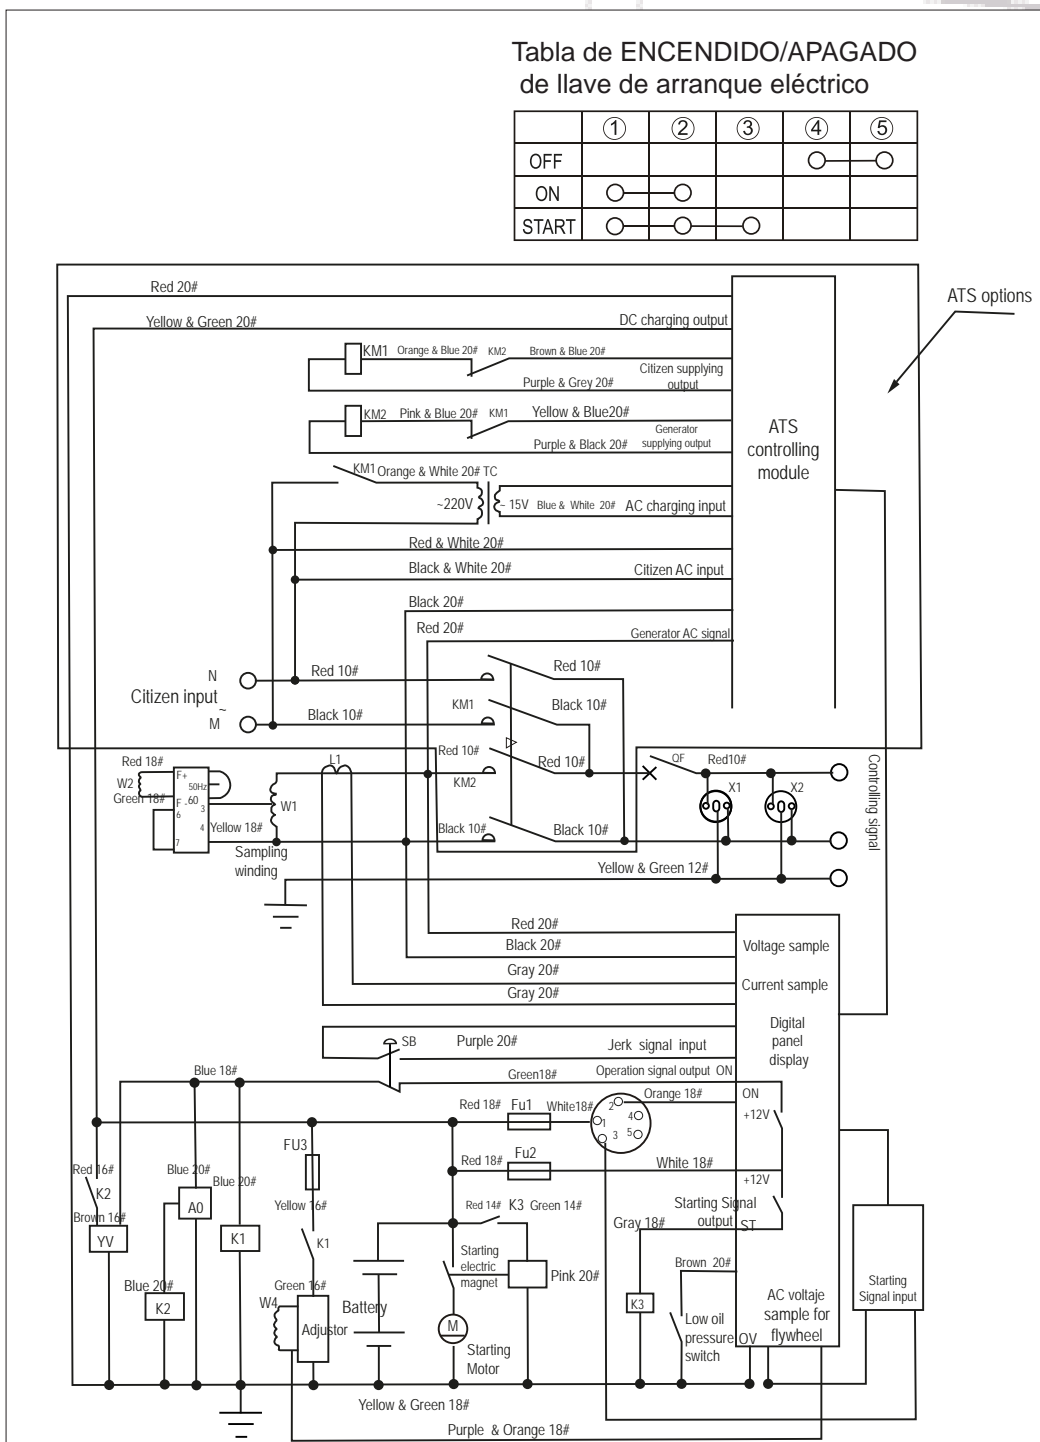 Tabla de ENCENDIDO/APAGADO
de llave de arranque eléctrico
① ② ③ ④ ⑤
OFF
ON
START
ATS options
Red 20#
Yellow & Green 20#
DC charging output
KM1 Orange & Blue 20# KM2 Brown & Blue 20#
Citizen supplying
output
Purple & Grey 20#
KM2 Pink & Blue 20# KM1 Yellow & Blue20#
Generator
supplying output
Purple & Black 20#
ATS
controlling
module
KM1 Orange & White 20# TC
~220V ~ 15V Blue & White 20# AC charging input
Red & White 20#
Black & White 20# Citizen AC input
Black 20#
Red 20#
Generator AC signal
N
Citizen input
~
M
Red 10# Red 10#
Black 10# KM1 Black 10#
Red 10# Red 10#
KM2
QF Red10#
X1 X2
Controlling signal
Black 10# Black 10#
Yellow & Green 12#
Red 18#
W2
Green 18#
F+
50Hz
F - 60
3
6
4
7
W1
Yellow 18#
Sampling
winding
L1
Red 20#
Black 20#
Gray 20#
Gray 20#
Voltage sample
Current sample
Digital
panel
display
SB Purple 20# Jerk signal input
Blue 18#
Green18# Operation signal output ON
Orange 18# ON
+12V
Red 18# Fu1 White18#
1 2 3 4 5
Red 18# Fu2 White 18#
+12V
FU3
Red 16#
K2
Brown 16#
YV
Blue 20#
A0
Blue 20#
Blue 20#
K2
K1
Yellow 16#
K1
Green 16#
W4
Adjustor
Battery
Red 14# K3 Green 14#
Starting
electric
magnet
Pink 20#
M
Starting
Motor
Starting Signal
output
Gray 18# ST
Brown 20#
K3
Low oil
pressure
switch
OV
AC voltaje
sample for
flywheel
Starting
Signal input
Yellow & Green 18#
Purple & Orange 18#